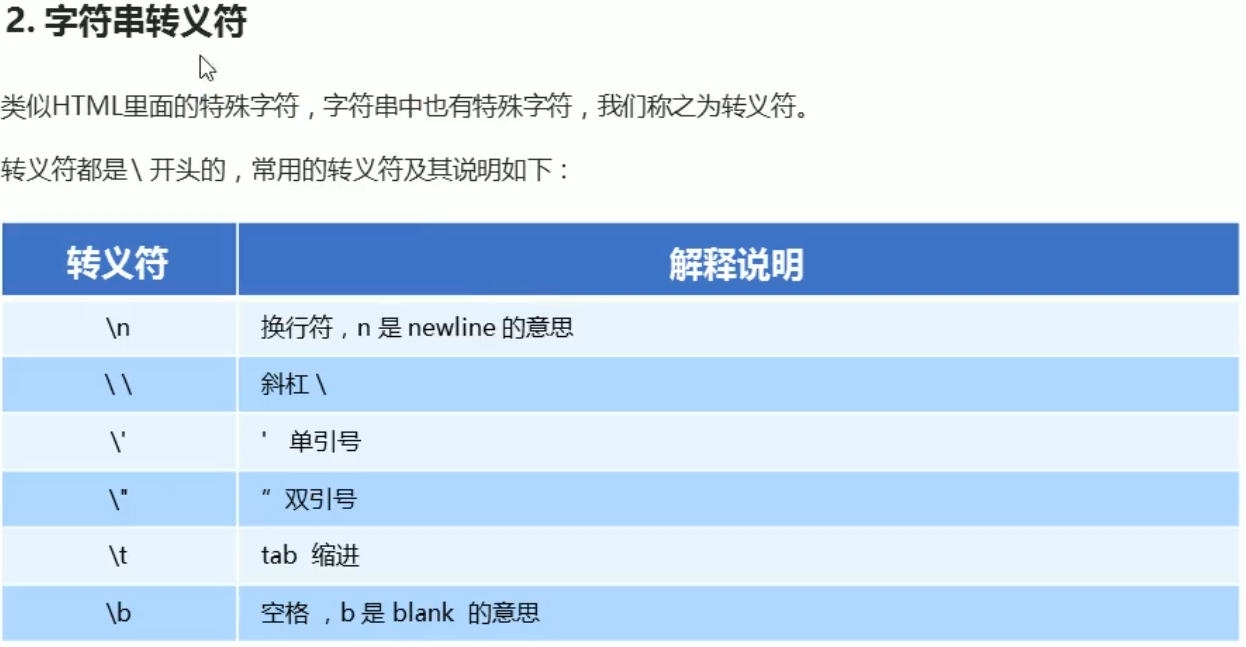 2. 字符串转义符
类似HTML里面的特殊字符，字符串中也有特殊字符，我们称之为转义符。
转义符都是\ 开头的，常用的转义符及其说明如下：
转义符 解释说明
\n 换行符，n 是 newline 的意思
\ \ 斜杠 \
\' ' 单引号
\" ” 双引号
\t tab 缩进
\b 空格 ，b 是 blank 的意思